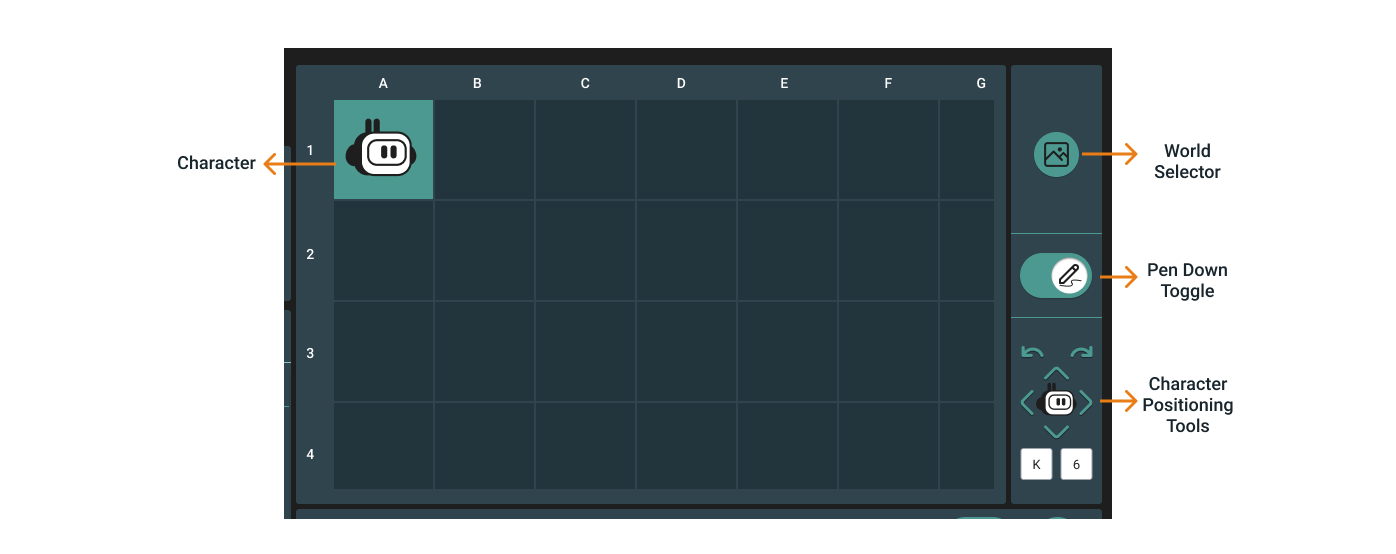 A B C D E F G
1
Character
World
Selector
2
Pen Down
Toggle
3
Character
Positioning
Tools
4
K 6